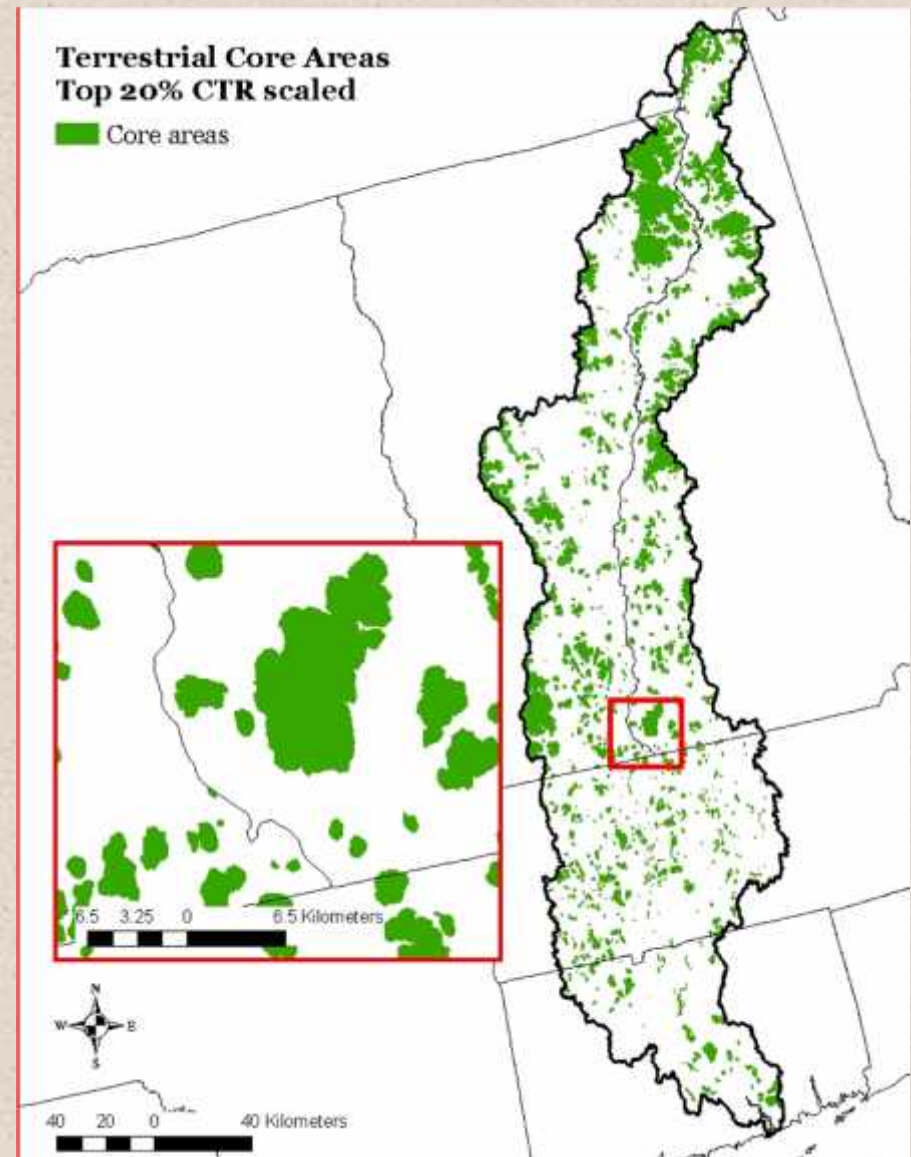 Terrestrial Core Areas
Top 20% CTR scaled
Core areas
6.5 3.25 0 6.5 Kilometers
N
W E
S
40 20 0 40 Kilometers